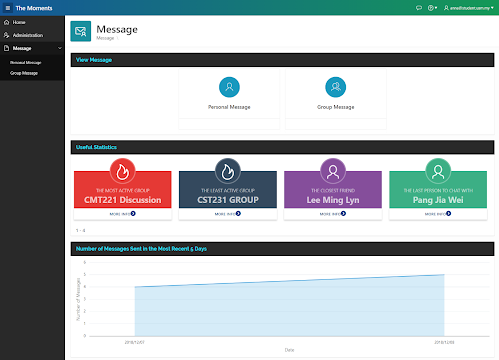 The Moments
anna@student.usm.my
Home
Administration
Message
Personal Message
Group Message
Message
Message
View Message
Personal Message
Group Message
Useful Statistics
THE MOST ACTIVE GROUP
CMT221 Discussion
MORE INFO
THE LEAST ACTIVE GROUP
CST231 GROUP
MORE INFO
THE CLOSEST FRIEND
Lee Ming Lyn
MORE INFO
THE LAST PERSON TO CHAT WITH
Pang Jia Wei
MORE INFO
1 - 4
Number of Messages Sent in the Most Recent 5 Days
Number of Messages
6
5
4
3
2
1
0
2018/12/07
2018/12/08
Date